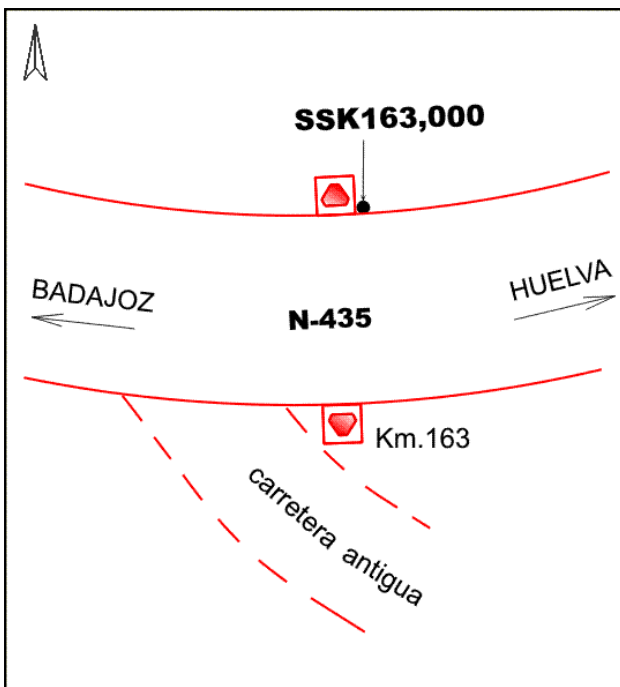 SSK163,000
BADAJOZ
HUELVA
N-435
Km.163
carretera antigua